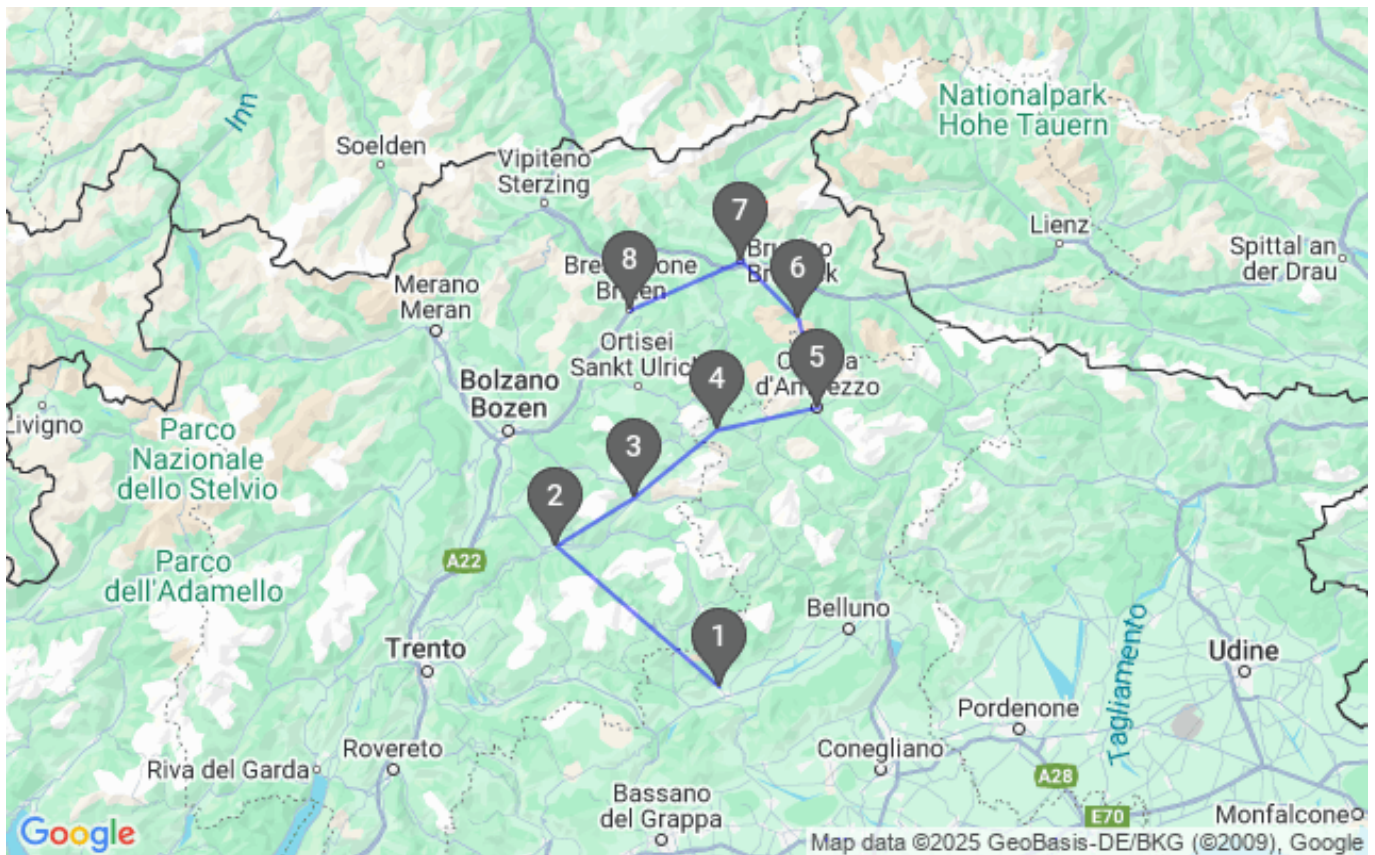 Nationalpark
Hohe Tauern
Inn
Soelden
Vipiteno
Sterzing
7
Lienz
Spittal an
der Drau
8
6
Merano
Meran
Ortisei
Sankt Ulrich
5
4
Bolzano
Bozen
Livigno
Parco
Nazionale
dello Stelvio
3
2
A22
Parco
dell'Adamello
Belluno
1
Trento
Udine
Tagliamento
Pordenone
Rovereto
Conegliano
Riva del Garda
A28
Bassano
del Grappa
E70
Monfalcone
Google
Map data ©2025 GeoBasis-DE/BKG (©2009), Google